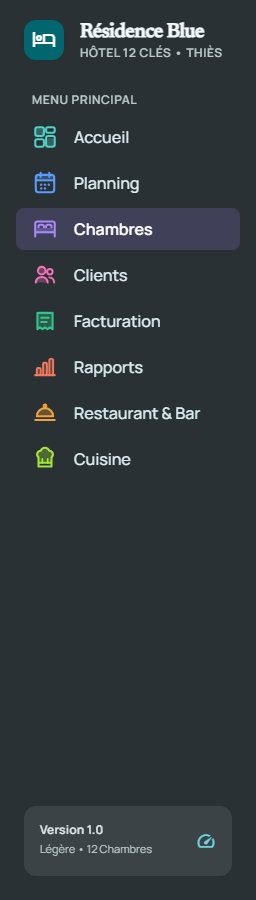 Résidence Blue
HÔTEL 12 CLÉS • THIÈS
MENU PRINCIPAL
Accueil
Planning
Chambres
Clients
Facturation
Rapports
Restaurant & Bar
Cuisine
Version 1.0
Légère • 12 Chambres